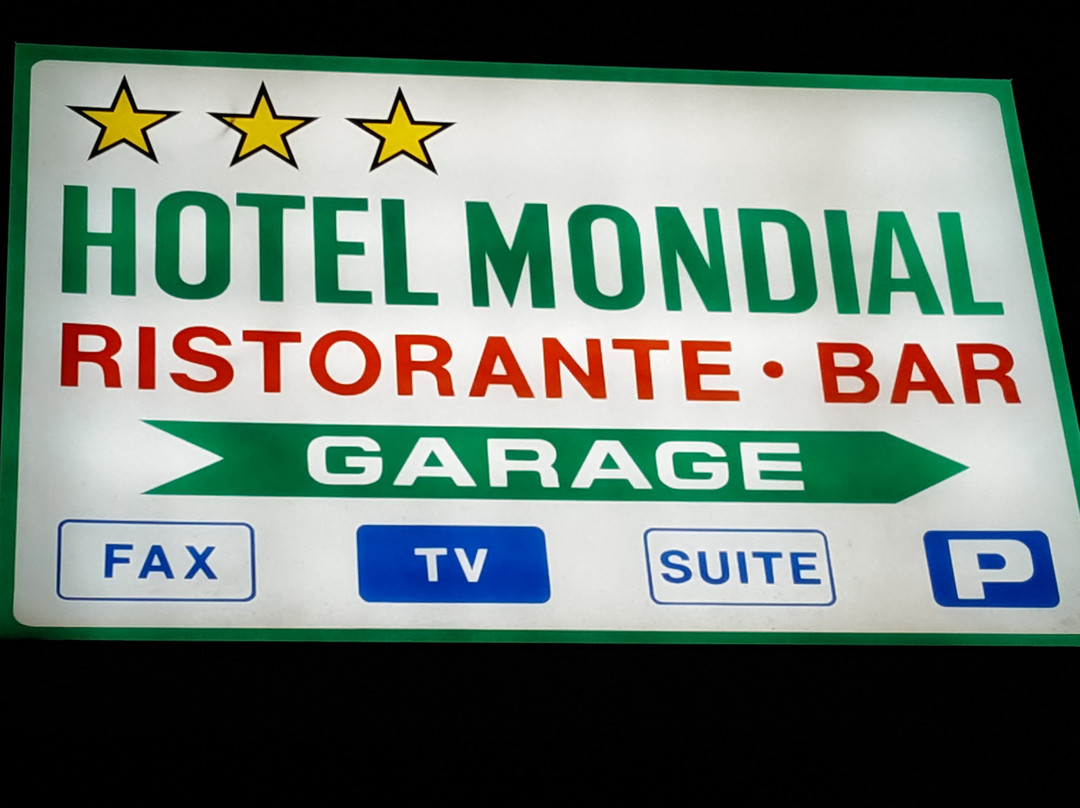 HOTEL MONDIAL
RISTORANTE • BAR
GARAGE
FAX TV SUITE P